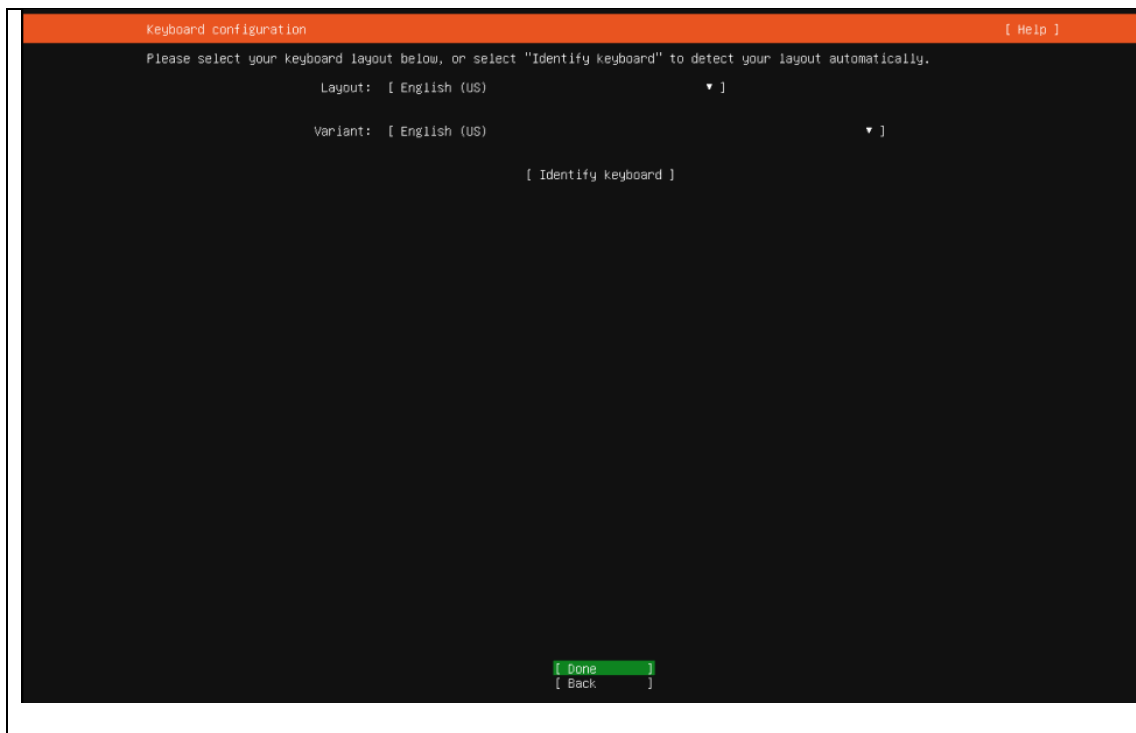 Keyboard configuration [ Help ]
Please select your keyboard layout below, or select "Identify keyboard" to detect your layout automatically.
Layout: [ English (US) ▾ ]
Variant: [ English (US) ▾ ]
[ Identify keyboard ]
[ Done ]
[ Back ]